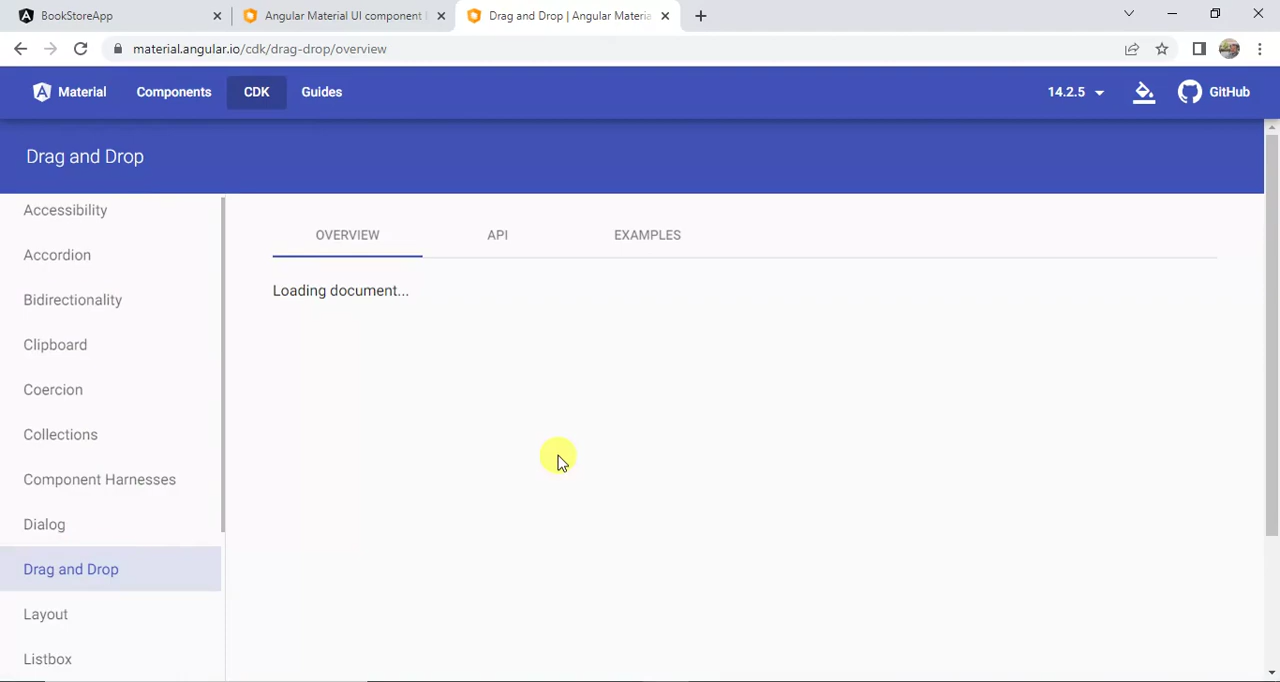 BookStoreApp
Angular Material UI component
Drag and Drop | Angular Materia
material.angular.io/cdk/drag-drop/overview
Material Components CDK Guides 14.2.5 GitHub
Drag and Drop
Accessibility
OVERVIEW API EXAMPLES
Accordion
Loading document...
Bidirectionality
Clipboard
Coercion
Collections
Component Harnesses
Dialog
Drag and Drop
Layout
Listbox